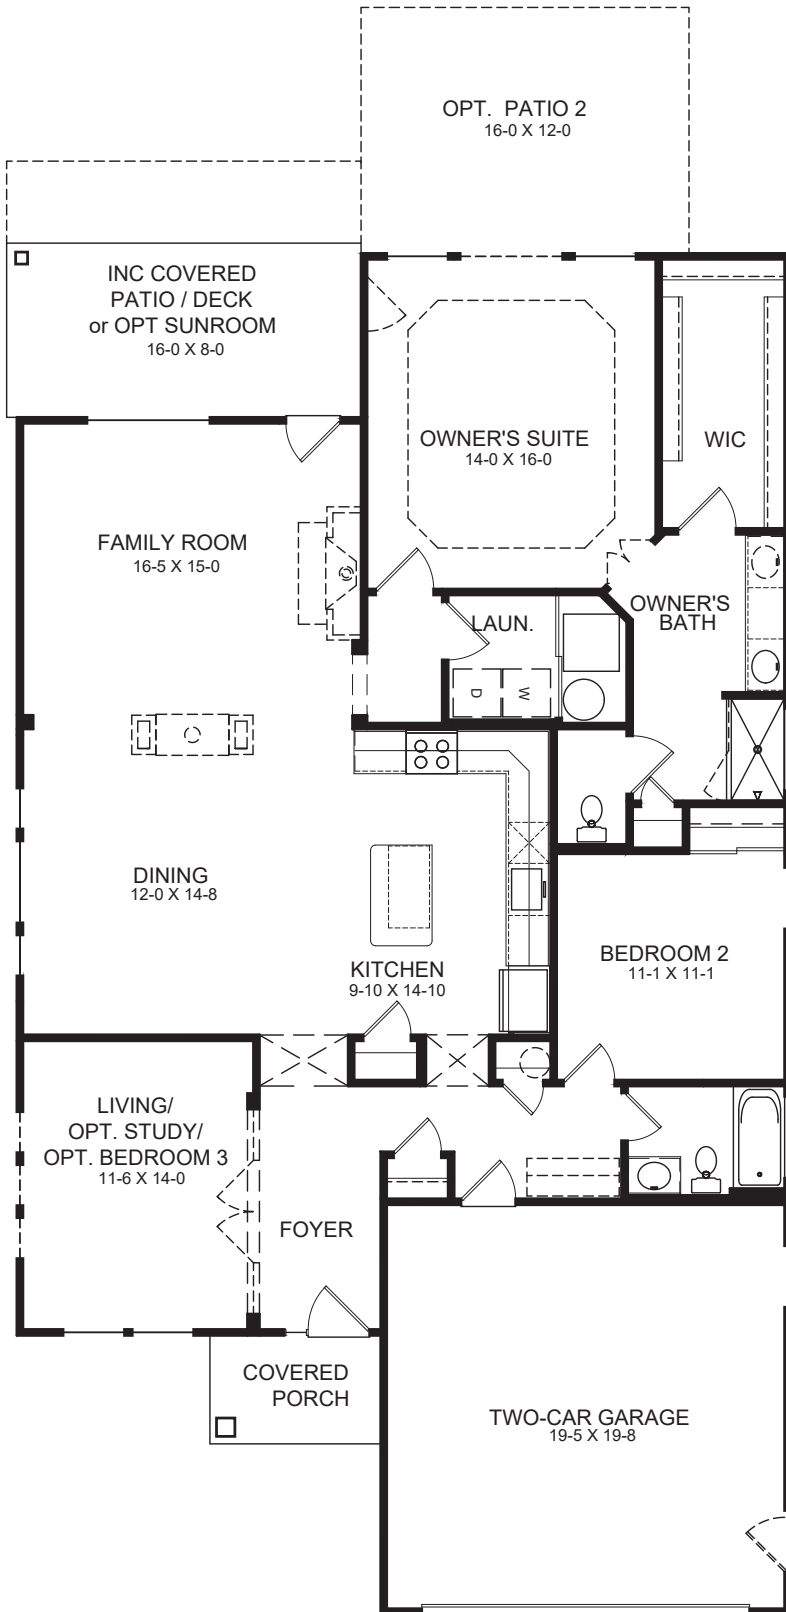 OPT. PATIO 2
16-0 X 12-0
INC COVERED
PATIO / DECK
or OPT SUNROOM
16-0 X 8-0
OWNER'S SUITE
14-0 X 16-0
WIC
FAMILY ROOM
16-5 X 15-0
OWNER'S
BATH
LAUN.
D
W
DINING
12-0 X 14-8
KITCHEN
9-10 X 14-10
BEDROOM 2
11-1 X 11-1
LIVING/
OPT. STUDY/
OPT. BEDROOM 3
11-6 X 14-0
FOYER
COVERED
PORCH
TWO-CAR GARAGE
19-5 X 19-8